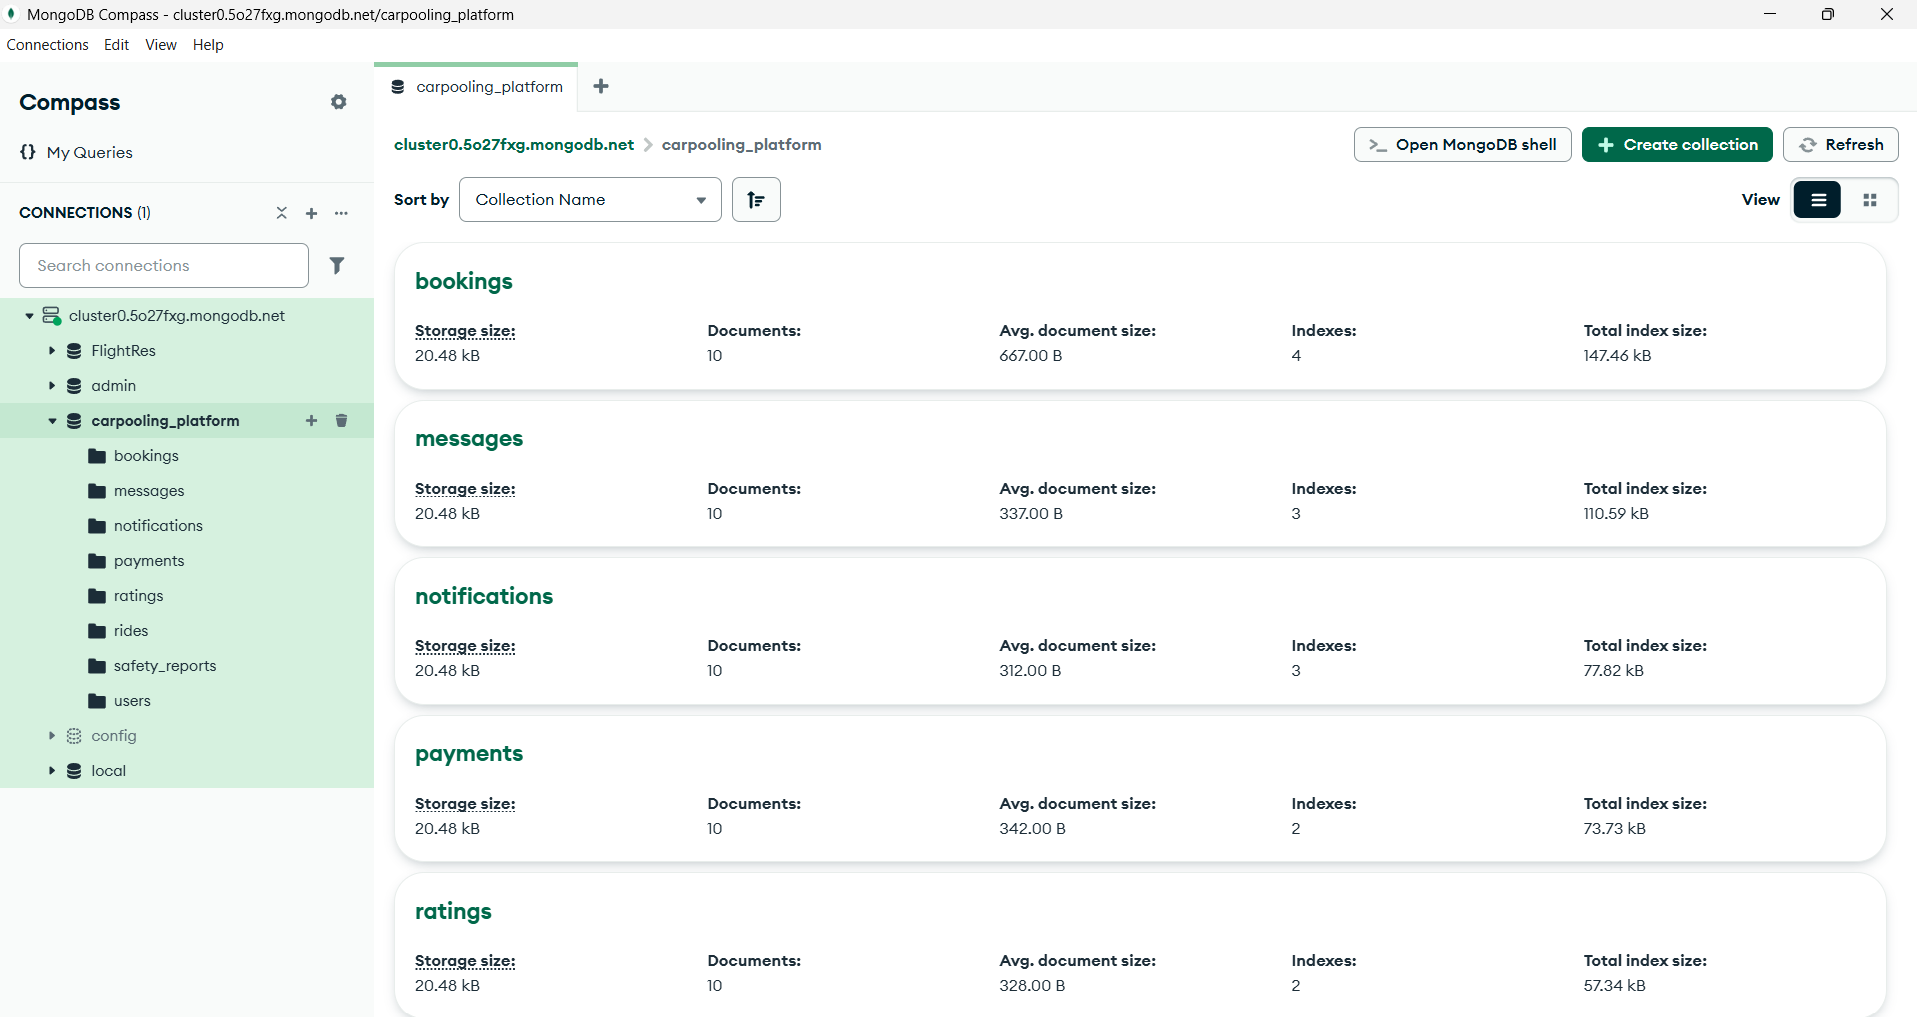 MongoDB Compass - cluster0.5o27fxg.mongodb.net/carpooling_platform
Connections Edit View Help
Compass
{} My Queries
CONNECTIONS (1)
Search connections
cluster0.5o27fxg.mongodb.net
FlightRes
admin
carpooling_platform
bookings
messages
notifications
payments
ratings
rides
safety_reports
users
config
local
carpooling_platform
cluster0.5o27fxg.mongodb.net > carpooling_platform
>_ Open MongoDB shell
+ Create collection
Refresh
Sort by Collection Name
View
bookings
Storage size: Documents: Avg. document size: Indexes: Total index size:
20.48 kB 10 667.00 B 4 147.46 kB
messages
Storage size: Documents: Avg. document size: Indexes: Total index size:
20.48 kB 10 337.00 B 3 110.59 kB
notifications
Storage size: Documents: Avg. document size: Indexes: Total index size:
20.48 kB 10 312.00 B 3 77.82 kB
payments
Storage size: Documents: Avg. document size: Indexes: Total index size:
20.48 kB 10 342.00 B 2 73.73 kB
ratings
Storage size: Documents: Avg. document size: Indexes: Total index size:
20.48 kB 10 328.00 B 2 57.34 kB